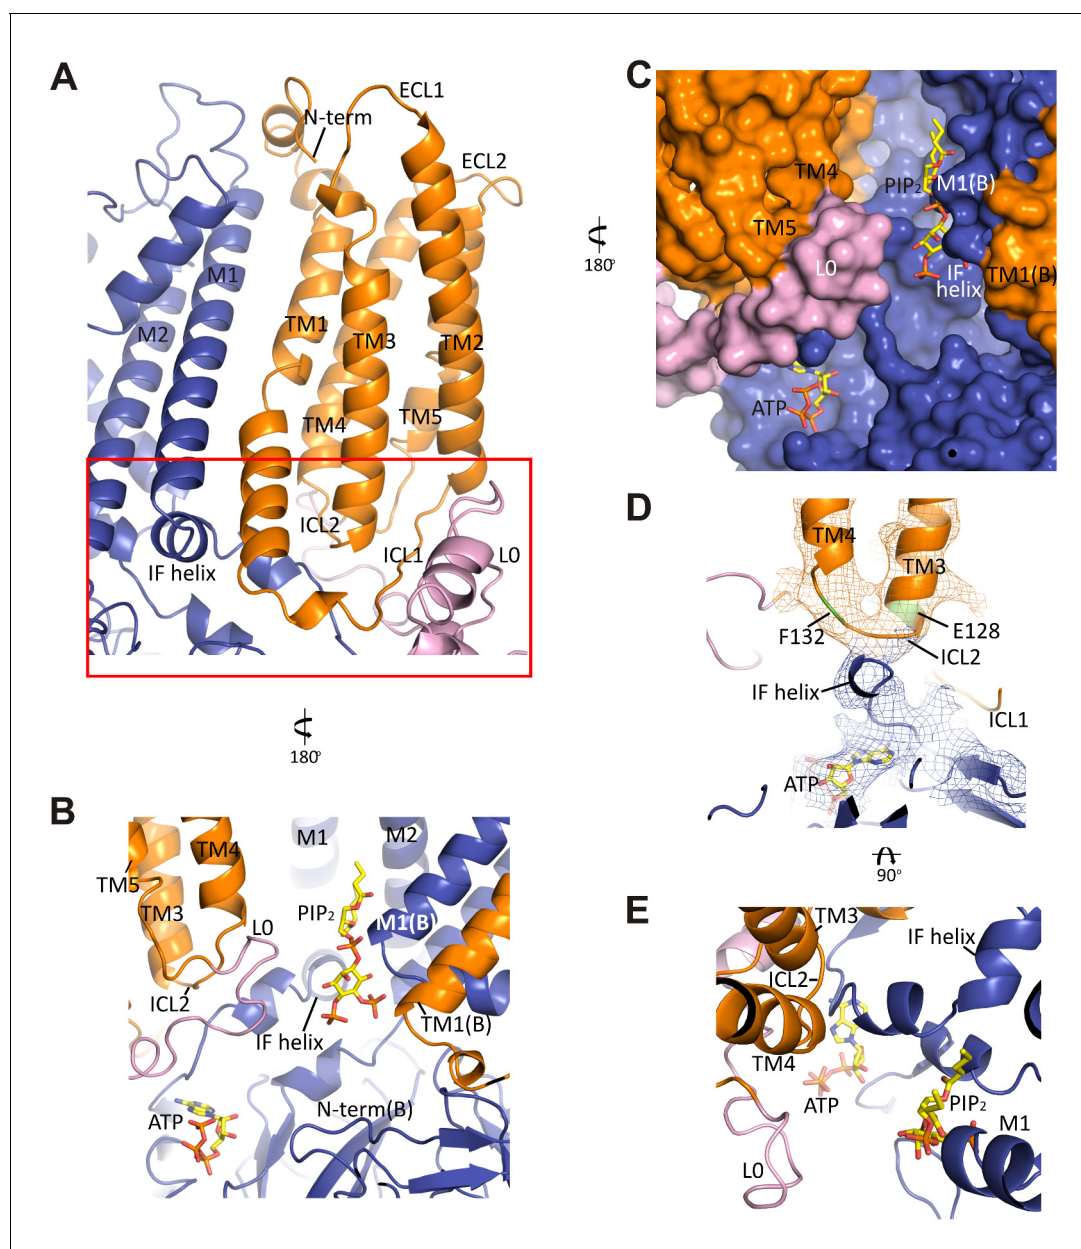 A
ECL1
N-term
ECL2
M1
M2
TM1
TM3
TM2
TM4
TM5
ICL2
ICL1
L0
IF helix
180°
180°
C
TM4
PIP2
M1(B)
TM5
L0
IF
helix
TM1(B)
ATP
B
M1
M2
TM4
TM5
TM3
PIP2
M1(B)
L0
ICL2
IF helix
TM1(B)
N-term(B)
ATP
D
TM4
TM3
F132
E128
ICL2
IF helix
ICL1
ATP
90°
E
TM3
IF helix
ICL2
TM4
ATP
PIP2
M1
L0